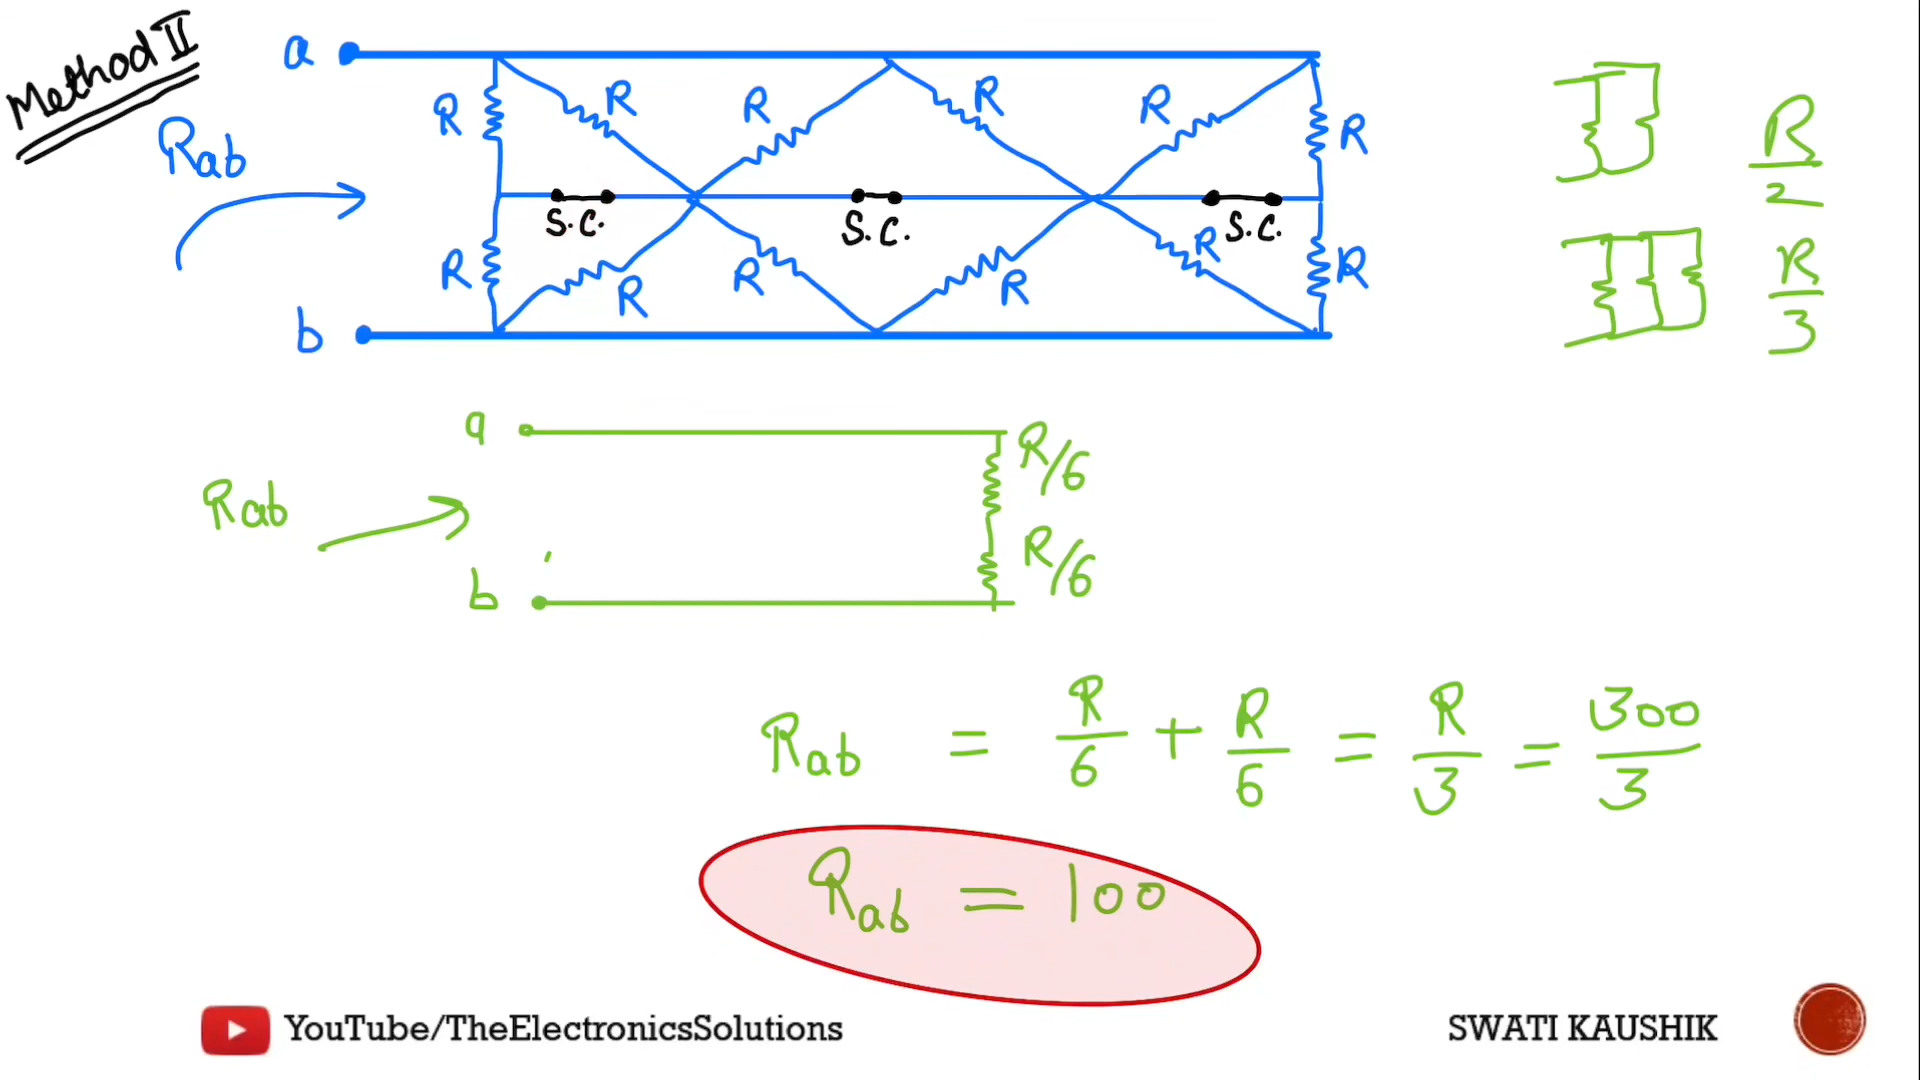 Method II
a
R R R R R R
R
2
Rab
S.C. S.C. S.C.
R R R R R R
R
3
b
a
R/6
Rab
R/6
b
Rab = R/6 + R/6 = R/3 = 300/3
Rab = 100
YouTube/TheElectronicsSolutions
SWATI KAUSHIK